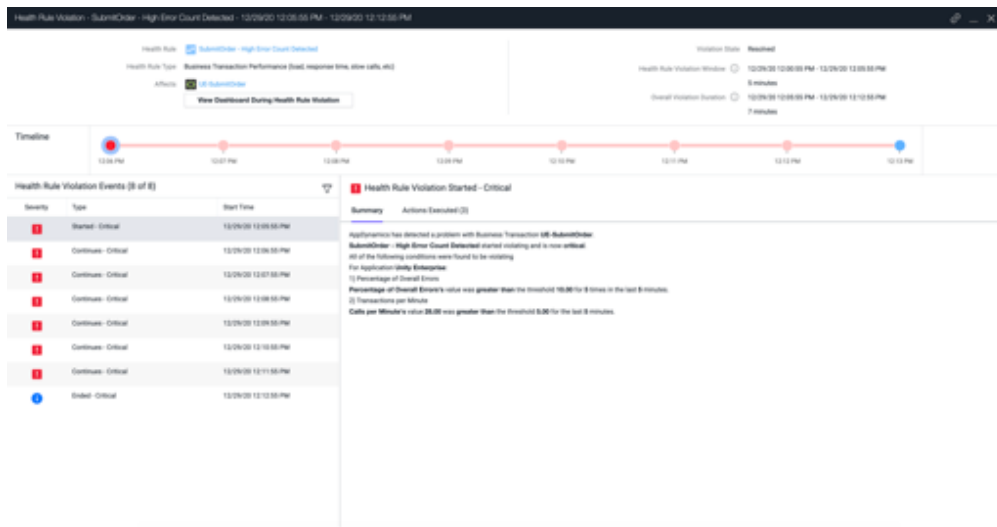 Health Rule Violation - SubmitOrder - High Error Count Detected - 12/29/20 12:05:55 PM - 12/29/20 12:12:55 PM
Health Rule SubmitOrder - High Error Count Detected
Health Rule Type Business Transaction Performance (load, response time, slow calls, etc)
Affects UE-SubmitOrder
View Dashboard During Health Rule Violation
Violation State Resolved
Health Rule Violation Window 12/29/20 12:00:55 PM - 12/29/20 12:05:55 PM
5 minutes
Overall Violation Duration 12/29/20 12:05:55 PM - 12/29/20 12:12:55 PM
7 minutes
Timeline
12:06 PM 12:07 PM 12:08 PM 12:09 PM 12:10 PM 12:11 PM 12:12 PM 12:13 PM
Health Rule Violation Events (8 of 8)
Severity Type Start Time
Started - Critical 12/29/20 12:05:55 PM
Continues - Critical 12/29/20 12:06:55 PM
Continues - Critical 12/29/20 12:07:55 PM
Continues - Critical 12/29/20 12:08:55 PM
Continues - Critical 12/29/20 12:09:55 PM
Continues - Critical 12/29/20 12:10:55 PM
Continues - Critical 12/29/20 12:11:55 PM
Ended - Critical 12/29/20 12:12:55 PM
Health Rule Violation Started - Critical
Summary Actions Executed (2)
AppDynamics has detected a problem with Business Transaction UE-SubmitOrder.
SubmitOrder - High Error Count Detected started violating and is now critical.
All of the following conditions were found to be violating
For Application Unity Enterprise:
1) Percentage of Overall Errors
Percentage of Overall Errors's value was greater than the threshold 10.00 for 5 times in the last 5 minutes.
2) Transactions per Minute
Calls per Minute's value 28.00 was greater than the threshold 5.00 for the last 5 minutes.